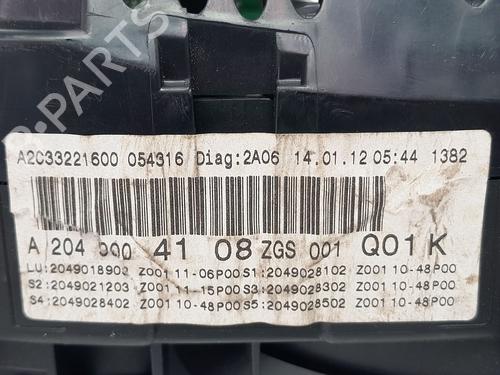 B-PARTS
A2C33221600 054316 Diag:2A06 14.01.12 05:44 1382
A 204 900 41 08 ZGS 001 Q01 K
LU:2049018902 Z001 11-06P00 S1:2049028102 Z001 10-48P00
S2:2049021203 Z001 11-15P00 S3:2049028302 Z001 10-48P00
S4:2049028402 Z001 10-48P00 S5:2049028502 Z001 10-48P00